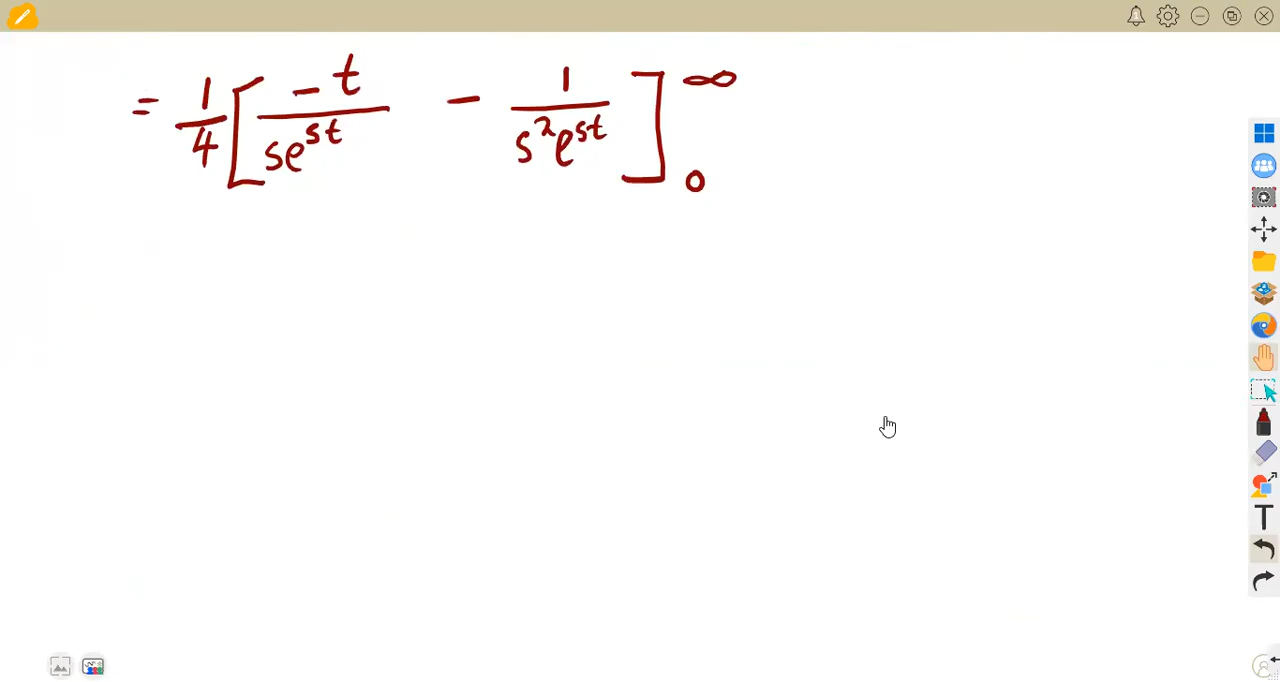 = 1/4 [ -t/(se^{st}) - 1/(s^2 e^{st}) ]_0^∞